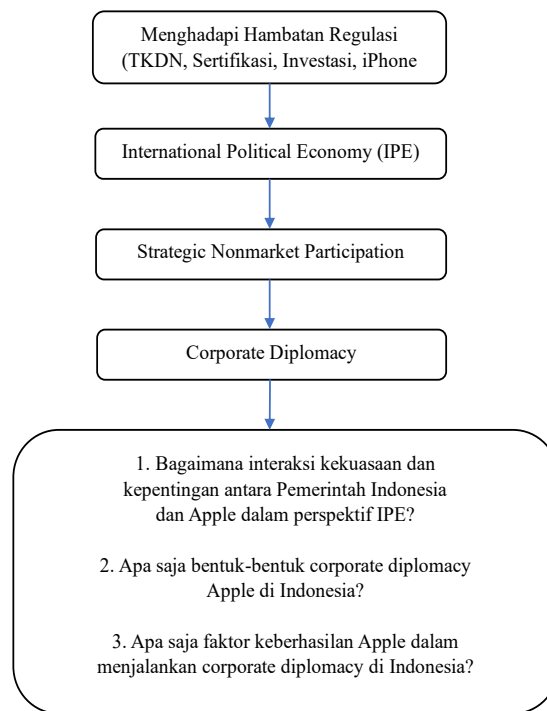 Menghadapi Hambatan Regulasi
(TKDN, Sertifikasi, Investasi, iPhone
International Political Economy (IPE)
Strategic Nonmarket Participation
Corporate Diplomacy
1. Bagaimana interaksi kekuasaan dan
kepentingan antara Pemerintah Indonesia
dan Apple dalam perspektif IPE?
2. Apa saja bentuk-bentuk corporate diplomacy
Apple di Indonesia?
3. Apa saja faktor keberhasilan Apple dalam
menjalankan corporate diplomacy di Indonesia?